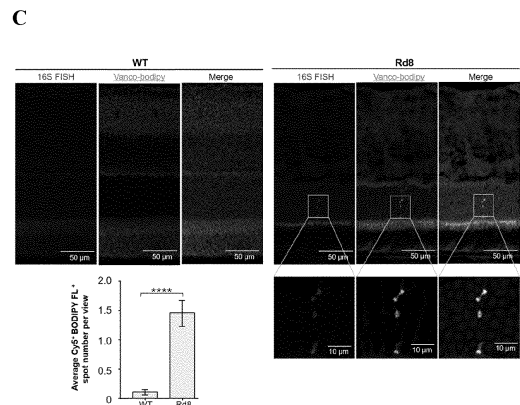 C
WT
16S FISH Vanco-bodipy Merge
50 µm 50 µm 50 µm
Rd8
16S FISH Vanco-bodipy Merge
50 µm 50 µm 50 µm
10 µm 10 µm 10 µm
Average Cy5⁺ BODIPY FL⁺
spot number per view
****
2.0
1.5
1.0
0.5
0
WT Rd8